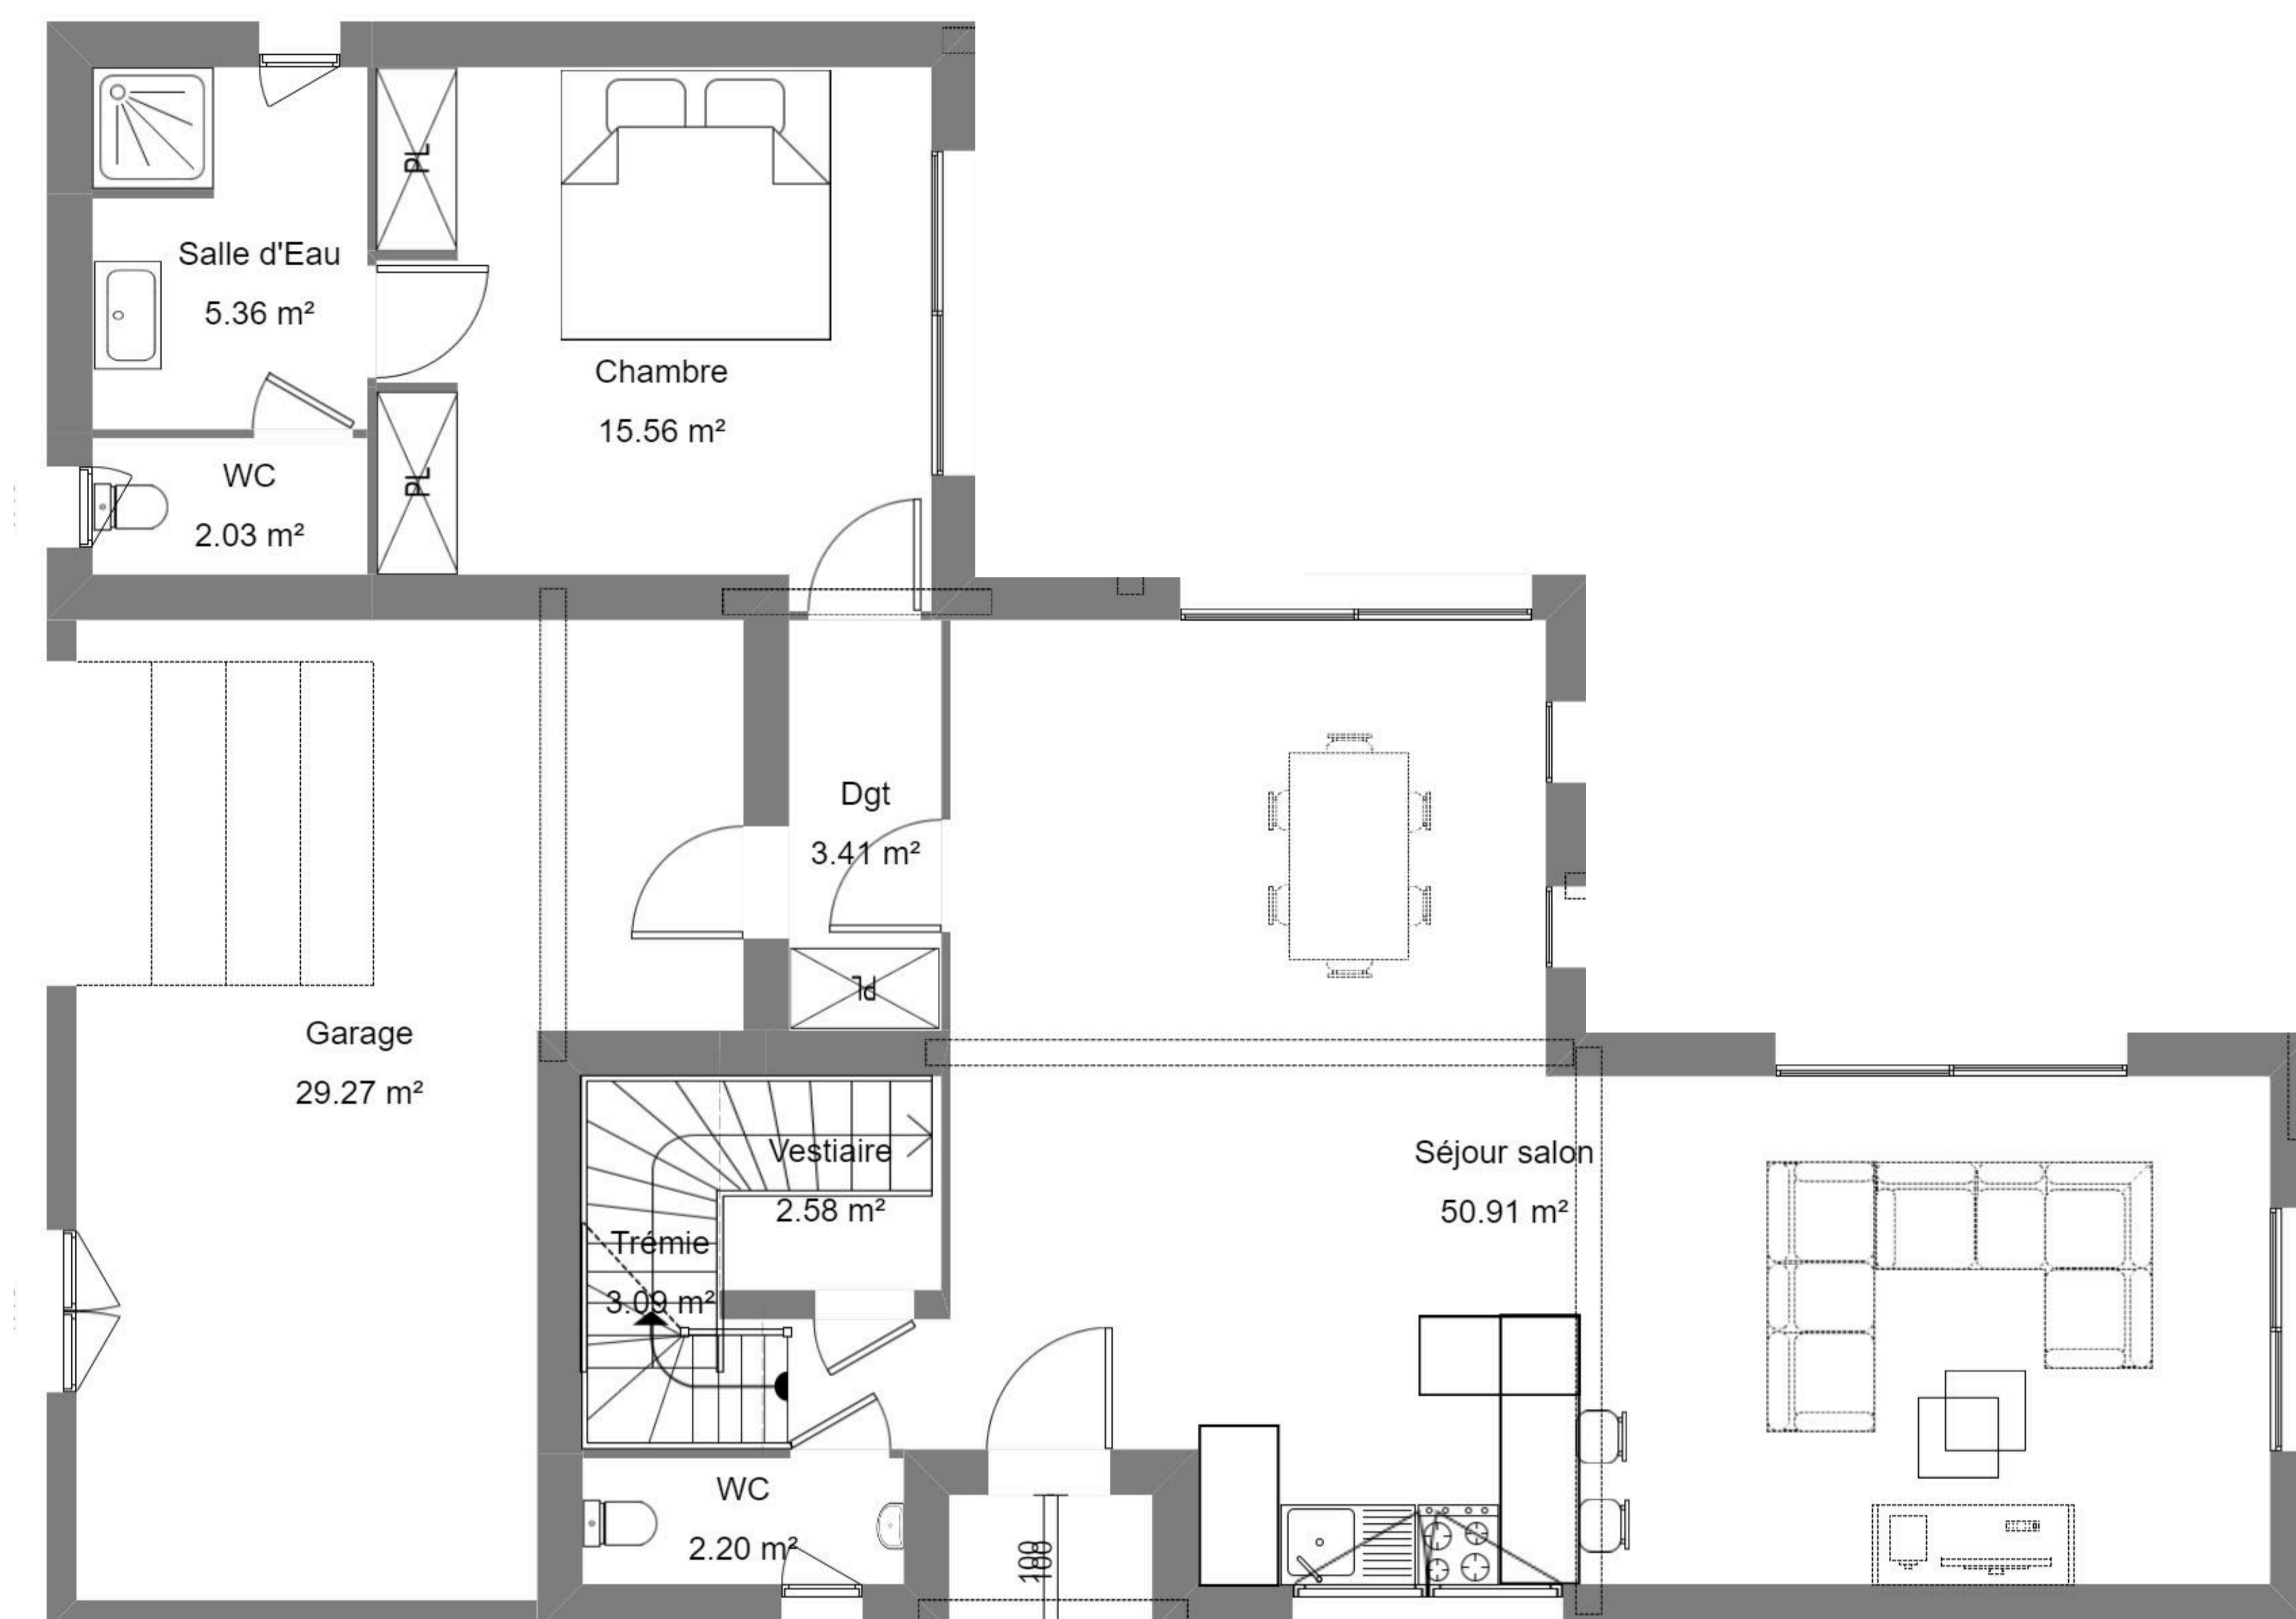 PL
Salle d'Eau
5.36 m²
Chambre
15.56 m²
WC
2.03 m²
PL
Dgt
3.41 m²
PL
Garage
29.27 m²
Vestiaire
2.58 m²
Séjour salon
50.91 m²
Trémie
3.09 m²
WC
2.20 m²
100
100